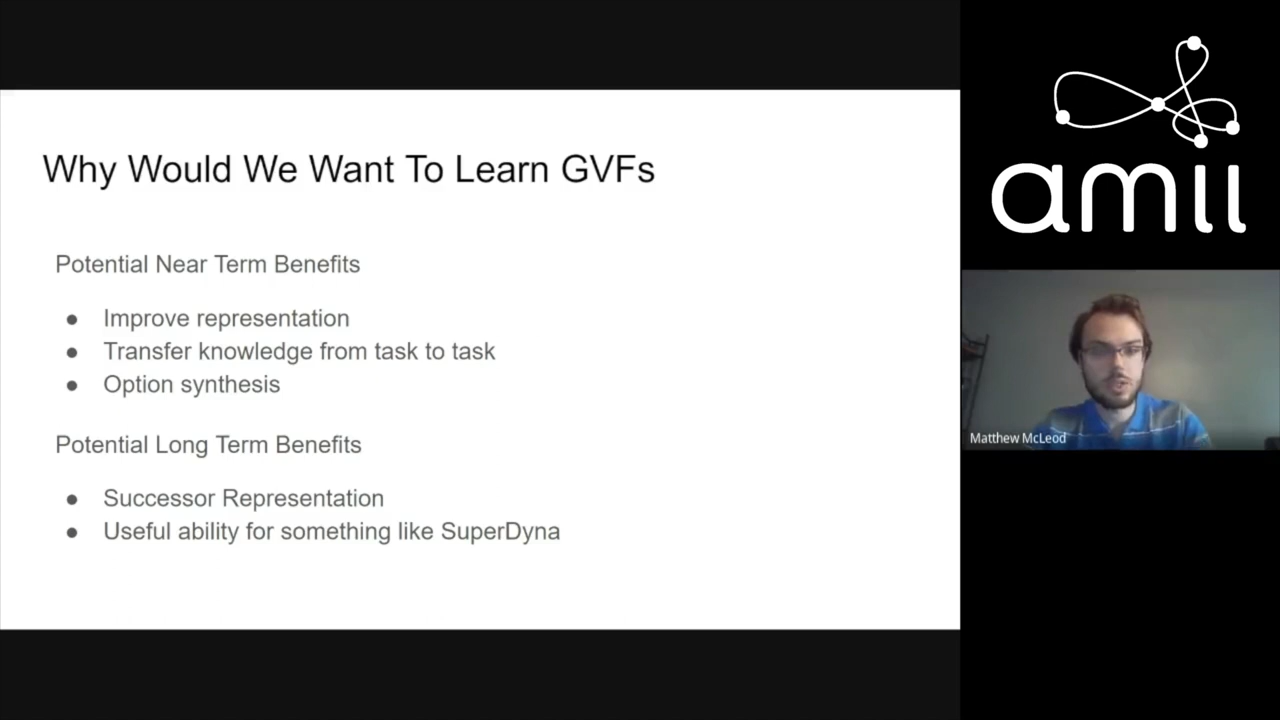 Why Would We Want To Learn GVFs
Potential Near Term Benefits
● Improve representation
● Transfer knowledge from task to task
● Option synthesis
Potential Long Term Benefits
● Successor Representation
● Useful ability for something like SuperDyna
amii
Matthew McLeod